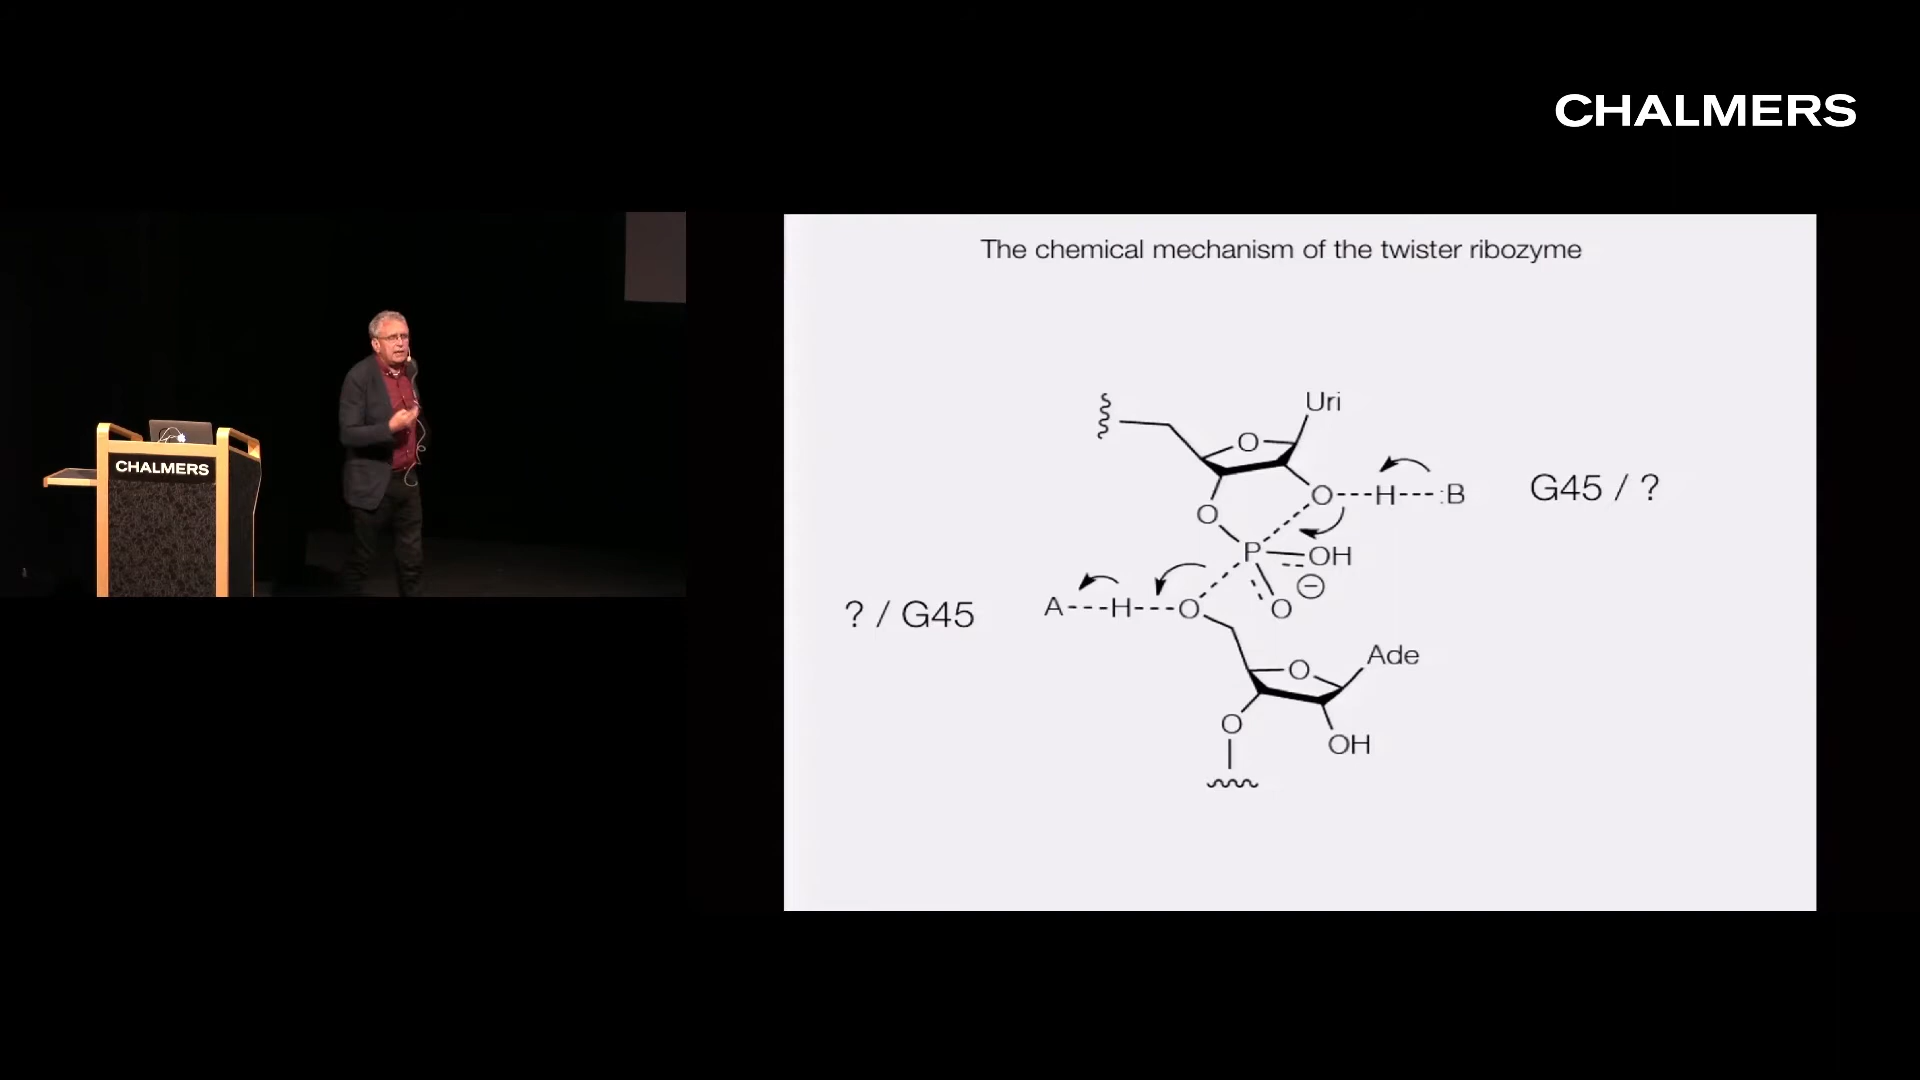 CHALMERS
CHALMERS
The chemical mechanism of the twister ribozyme
Uri
O
O---H---:B
G45 / ?
O
P
OH
O
? / G45
A---H---O
O
Ade
O
OH